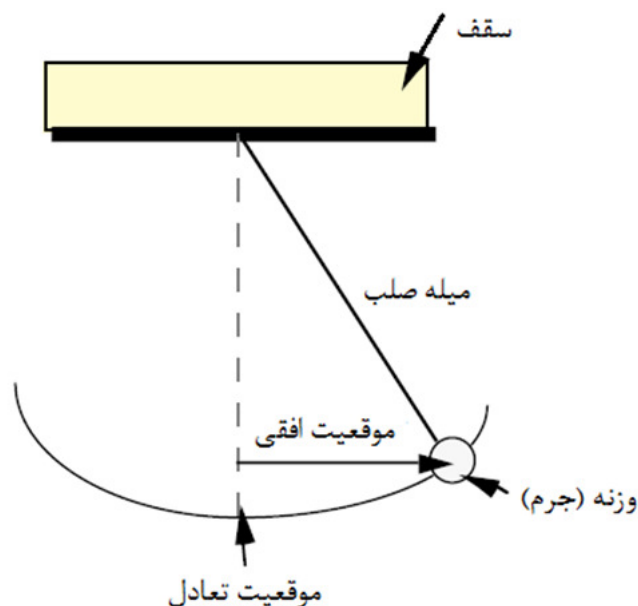 سقف
میله صلب
موقعیت افقی
وزنه (جرم)
موقعیت تعادل